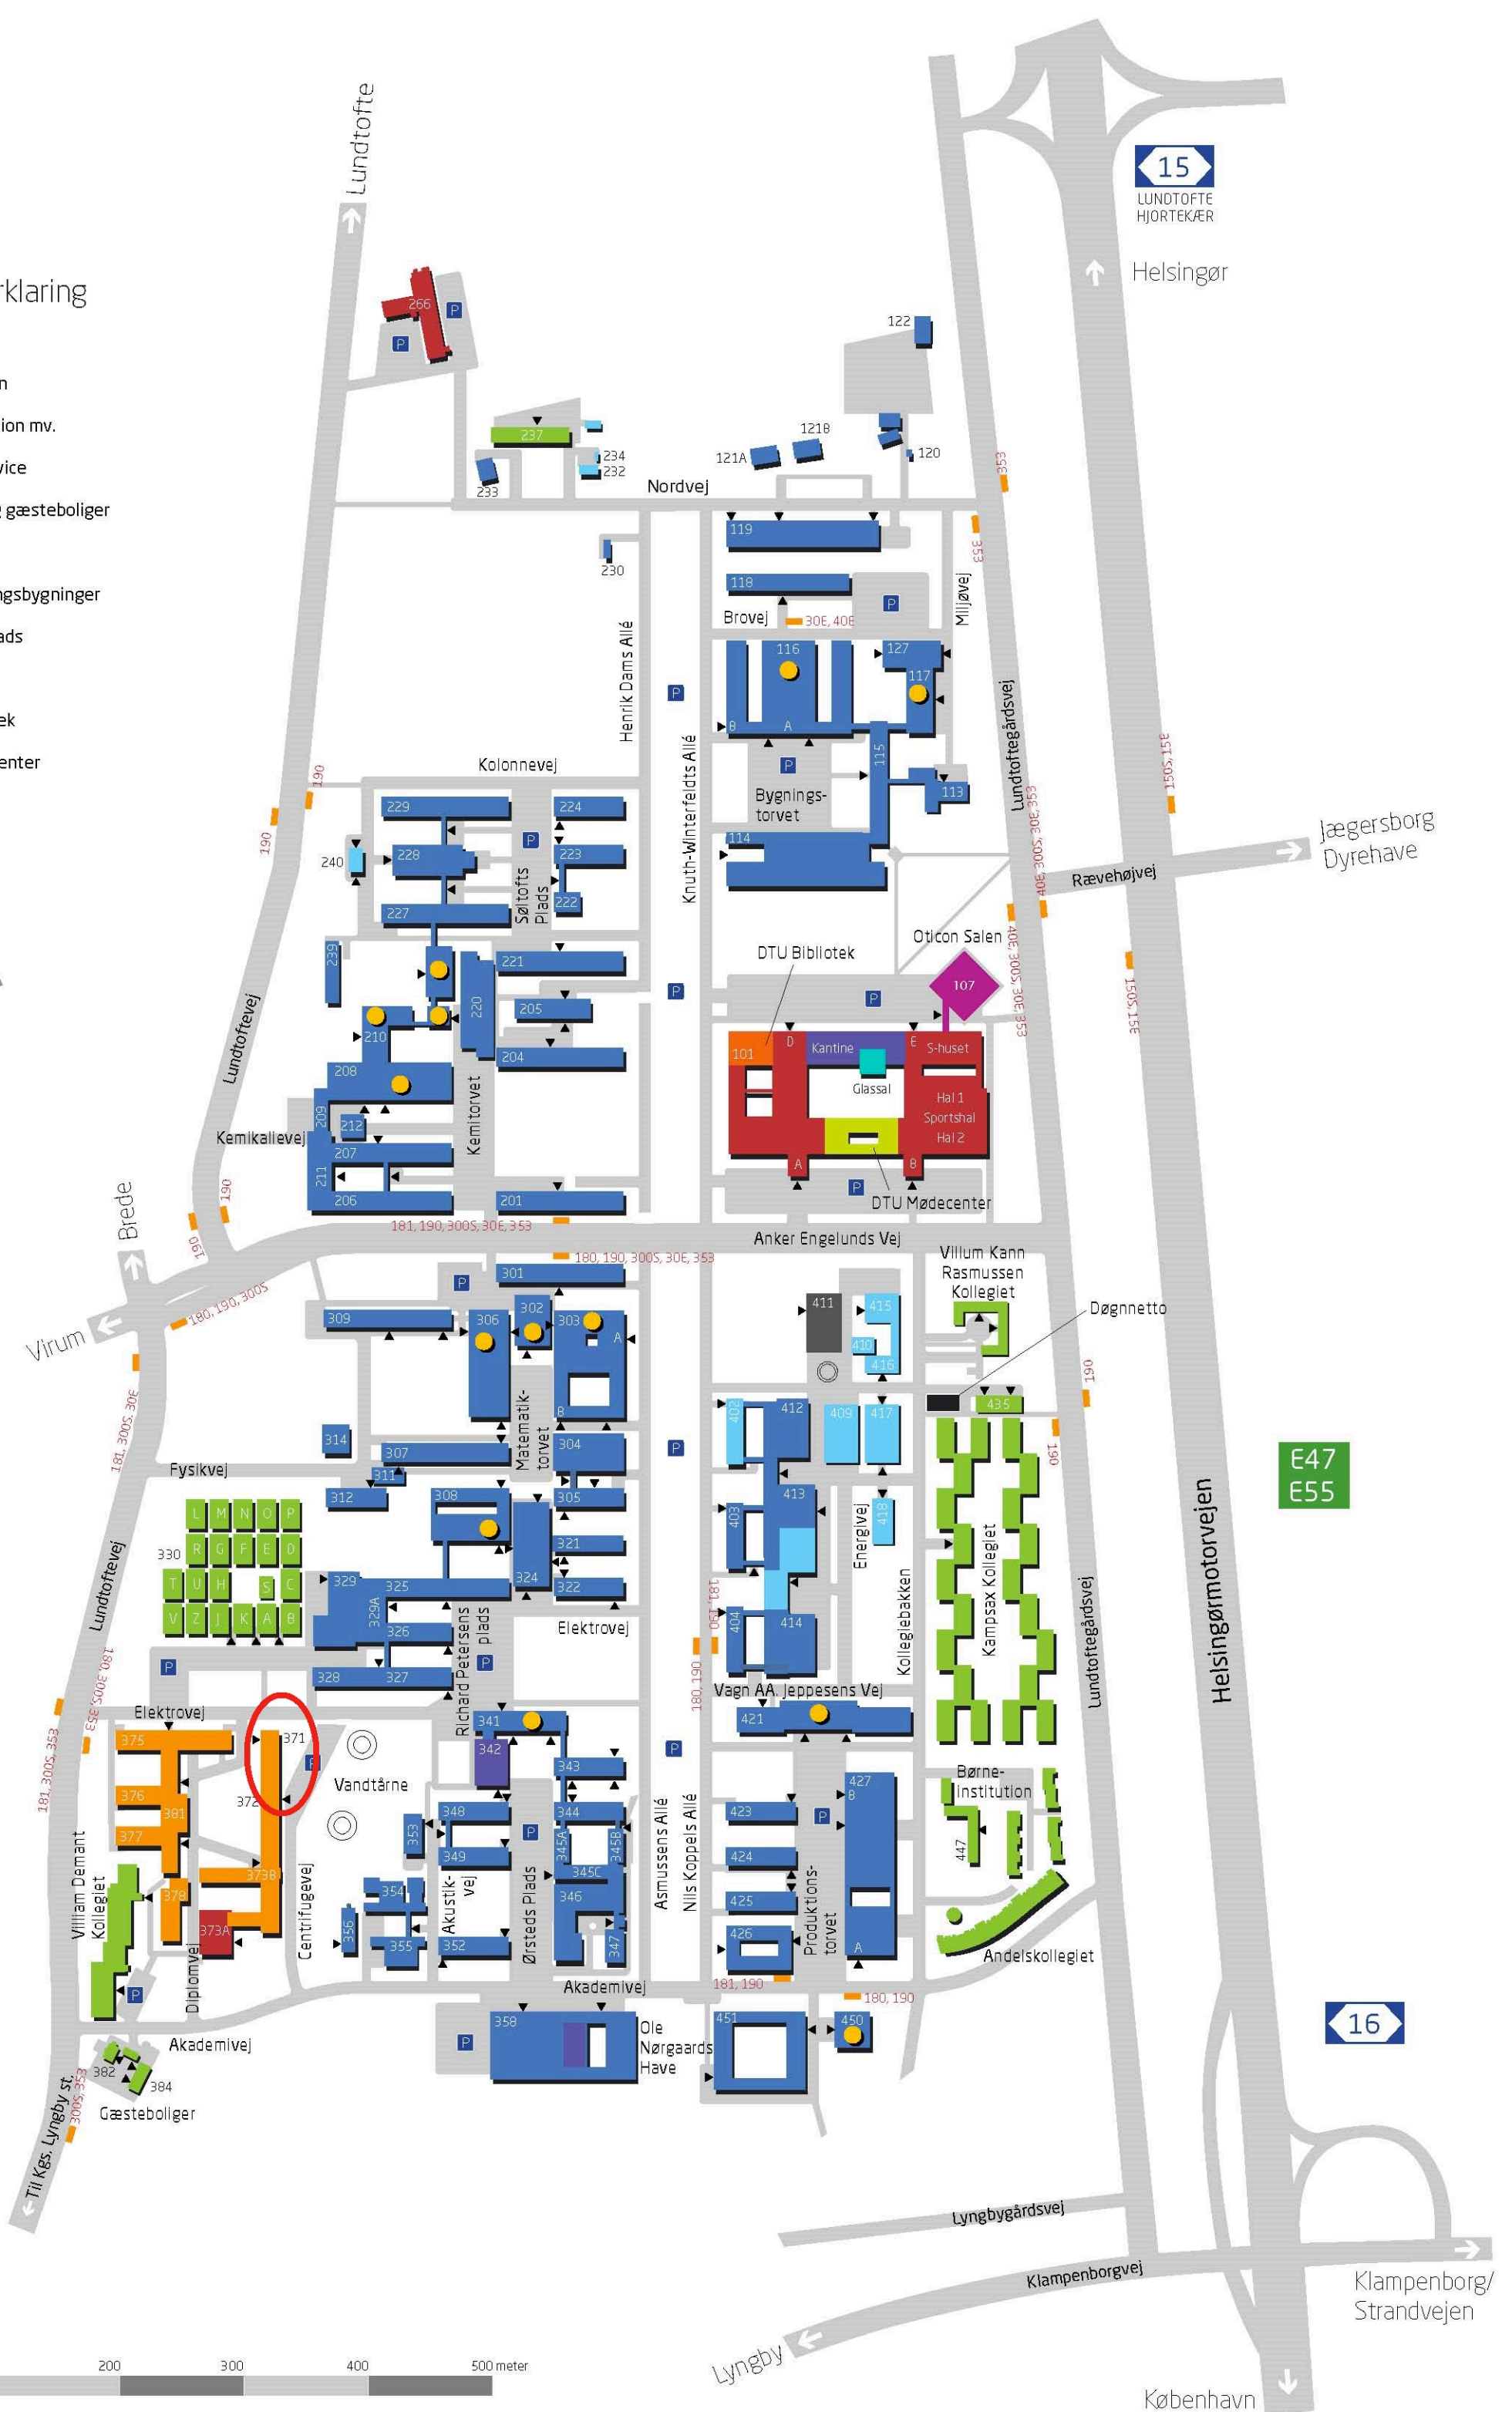 Lundtofte
15
LUNDTOFTE
HJORTEKÆR
Helsingør
rklaring
n
ion mv.
vice
g gæsteboliger
ngsbygninger
ads
ek
enter
266
P
P
122
237
234
232
233
121A
121B
120
353
Nordvej
119
353
230
118
P
Miljøvej
Brovej
30E, 40E
Henrik Dams Allé
116
127
117
P
B
A
115
Lundtoftegårdsvej
Knuth-Winterfeldts Allé
P
Bygnings-
torvet
113
150S, 15E
Kolonnevej
190
190
229
224
P
228
223
240
222
Søltofts
Plads
227
114
40E, 300S, 30E, 353
Rævehøjvej
Jægersborg
Dyrehave
239
221
220
205
204
210
208
209
212
Kemikalievej
207
211
206
Kemitorvet
201
P
Lundtoftevej
DTU Bibliotek
Oticon Salen
107
P
40E, 300S, 30E, 353
150S, 15E
101
D
Kantine
E
S-huset
Glassal
Hal 1
Sportshal
Hal 2
A
B
P
DTU Mødecenter
190
190
Brede
Virum
180, 190, 300S
181, 190, 300S, 30E, 353
180, 190, 300S, 30E, 353
Anker Engelunds Vej
301
P
309
306
302
303
A
B
Matematik-
torvet
304
314
307
311
312
308
305
321
324
322
Fysikvej
181, 300S, 30E
Villum Kann
Rasmussen
Kollegiet
Døgnnetto
411
415
410
416
402
412
409
417
435
190
190
P
403
413
418
Energivej
Kollegiebakken
Kampsax Kollegiet
404
414
181, 190
180, 190
E47
E55
Helsingørmotorvejen
L M N O P
330 R G F E D
T U H S C
V Z J K A B
329
325
329A
326
328
327
Richard Petersens
plads
P
Elektrovej
Lundtoftevej
180, 300S, 353
181, 300S, 353
P
Elektrovej
375
371
P
376
372
381
377
373B
378
373A
Villiam Demant
Kollegiet
Diplomvej
Centrifugevej
Vandtårne
341
342
343
348
344
353
349
345A
345B
345C
346
354
356
355
352
347
Akustik-
vej
P
Ørsteds Plads
Asmussens Allé
Nils Koppels Allé
P
Vagn AA. Jeppesens Vej
421
427
B
423
P
424
425
426
A
Produktions-
torvet
Lundtoftegårdsvej
Børne-
institution
447
Andelskollegiet
181, 190
180, 190
Akademivej
P
358
Ole
Nørgaards
Have
451
450
P
Akademivej
382
384
Gæsteboliger
300S, 353
Til Kgs. Lyngby st.
16
Lyngbygårdsvej
Klampenborgvej
Klampenborg/
Strandvejen
Lyngby
København
200
300
400
500 meter